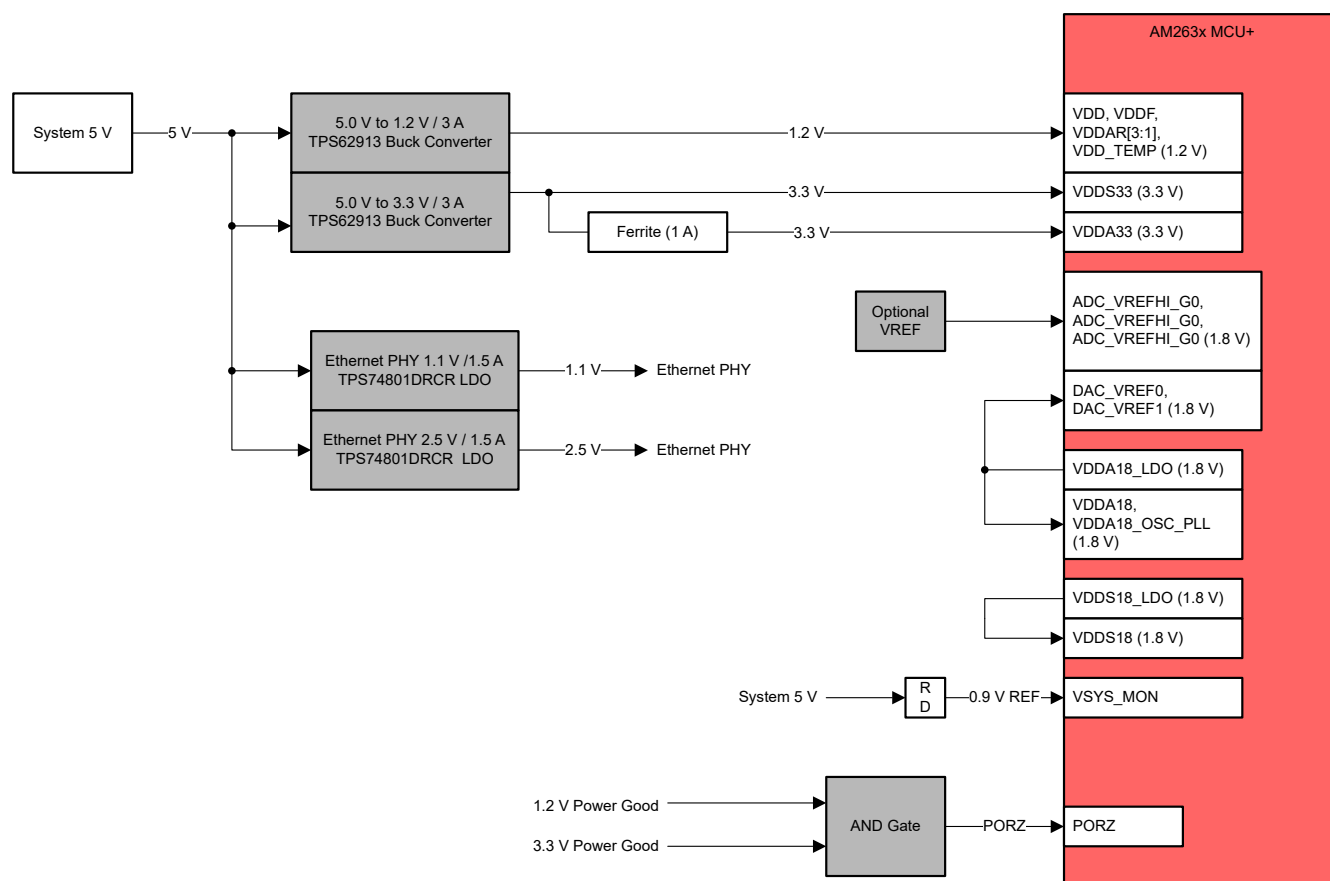 AM263x MCU+
System 5 V
5 V
5.0 V to 1.2 V / 3 A
TPS62913 Buck Converter
1.2 V
VDD, VDDF,
VDDAR[3:1],
VDD_TEMP (1.2 V)
5.0 V to 3.3 V / 3 A
TPS62913 Buck Converter
3.3 V
VDDS33 (3.3 V)
Ferrite (1 A)
3.3 V
VDDA33 (3.3 V)
Optional
VREF
ADC_VREFHI_G0,
ADC_VREFHI_G0,
ADC_VREFHI_G0 (1.8 V)
Ethernet PHY 1.1 V /1.5 A
TPS74801DRCR LDO
1.1 V
Ethernet PHY
DAC_VREF0,
DAC_VREF1 (1.8 V)
Ethernet PHY 2.5 V / 1.5 A
TPS74801DRCR LDO
2.5 V
Ethernet PHY
VDDA18_LDO (1.8 V)
VDDA18,
VDDA18_OSC_PLL
(1.8 V)
VDDS18_LDO (1.8 V)
VDDS18 (1.8 V)
System 5 V
R
D
0.9 V REF
VSYS_MON
1.2 V Power Good
3.3 V Power Good
AND Gate
PORZ
PORZ